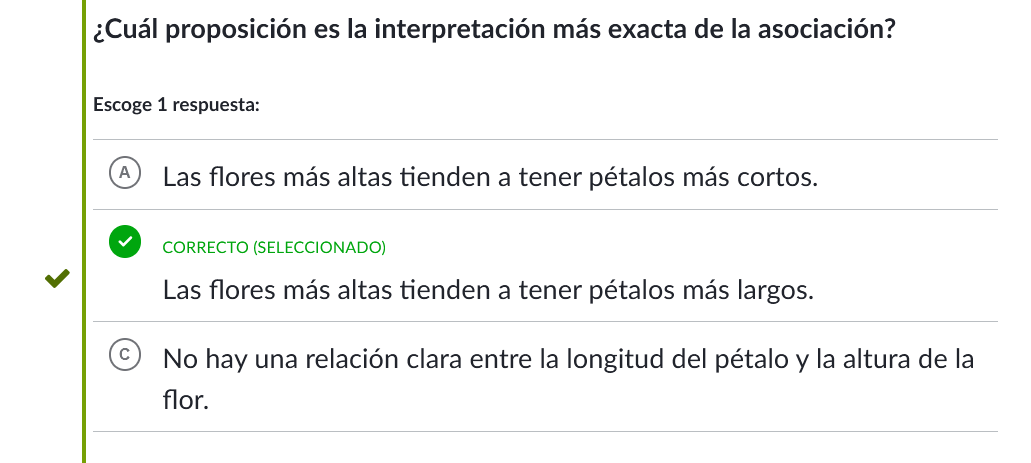 ¿Cuál proposición es la interpretación más exacta de la asociación?
Escoge 1 respuesta:
A Las flores más altas tienden a tener pétalos más cortos.
CORRECTO (SELECCIONADO)
Las flores más altas tienden a tener pétalos más largos.
C No hay una relación clara entre la longitud del pétalo y la altura de la
flor.